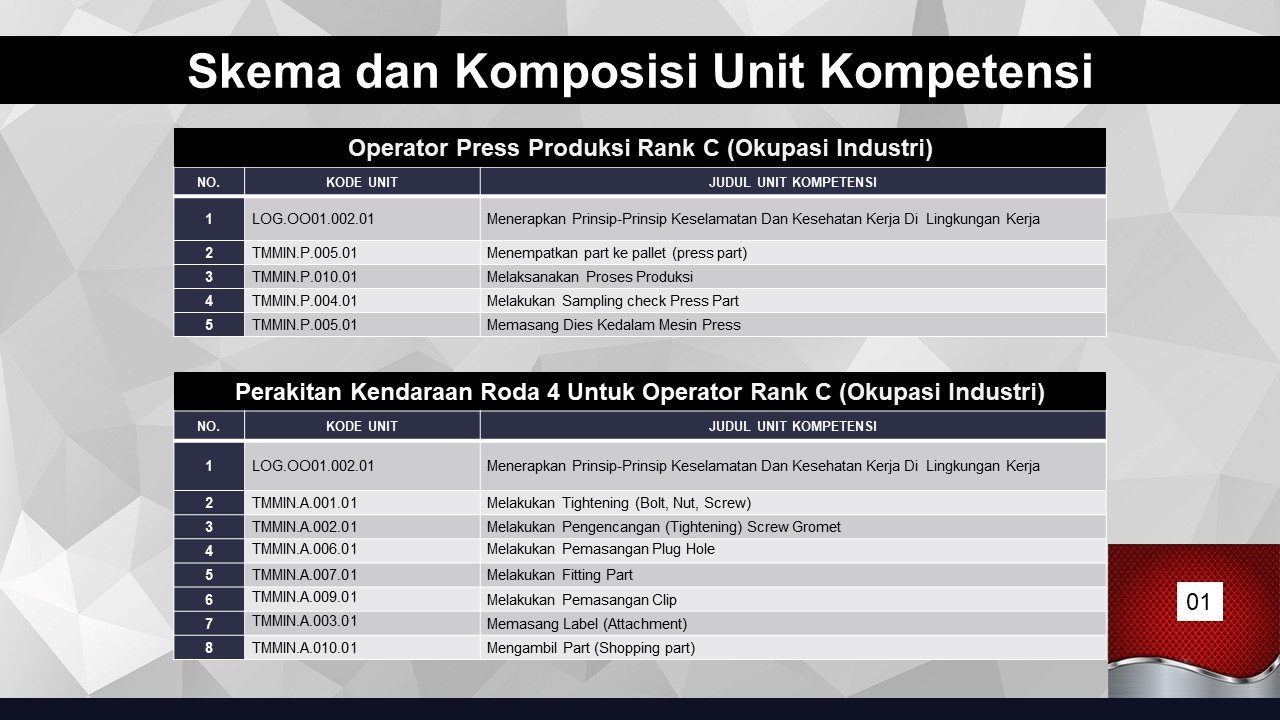 Skema dan Komposisi Unit Kompetensi
Operator Press Produksi Rank C (Okupasi Industri)
NO. KODE UNIT JUDUL UNIT KOMPETENSI
1 LOG.OO01.002.01 Menerapkan Prinsip-Prinsip Keselamatan Dan Kesehatan Kerja Di Lingkungan Kerja
2 TMMIN.P.005.01 Menempatkan part ke pallet (press part)
3 TMMIN.P.010.01 Melaksanakan Proses Produksi
4 TMMIN.P.004.01 Melakukan Sampling check Press Part
5 TMMIN.P.005.01 Memasang Dies Kedalam Mesin Press
Perakitan Kendaraan Roda 4 Untuk Operator Rank C (Okupasi Industri)
NO. KODE UNIT JUDUL UNIT KOMPETENSI
1 LOG.OO01.002.01 Menerapkan Prinsip-Prinsip Keselamatan Dan Kesehatan Kerja Di Lingkungan Kerja
2 TMMIN.A.001.01 Melakukan Tightening (Bolt, Nut, Screw)
3 TMMIN.A.002.01 Melakukan Pengencangan (Tightening) Screw Gromet
4 TMMIN.A.006.01 Melakukan Pemasangan Plug Hole
5 TMMIN.A.007.01 Melakukan Fitting Part
6 TMMIN.A.009.01 Melakukan Pemasangan Clip
7 TMMIN.A.003.01 Memasang Label (Attachment)
8 TMMIN.A.010.01 Mengambil Part (Shopping part)
01